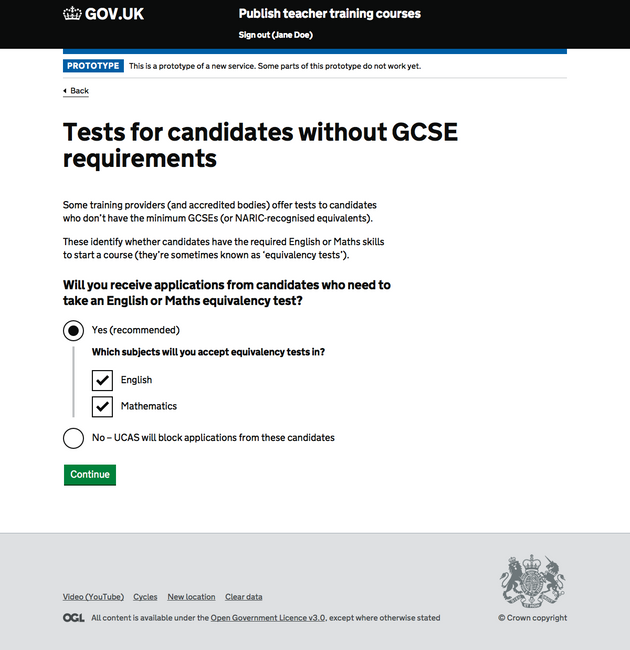 GOV.UK
Publish teacher training courses
Sign out (Jane Doe)
PROTOTYPE This is a prototype of a new service. Some parts of this prototype do not work yet.
Back
Tests for candidates without GCSE
requirements
Some training providers (and accredited bodies) offer tests to candidates
who don't have the minimum GCSEs (or NARIC-recognised equivalents).
These identify whether candidates have the required English or Maths skills
to start a course (they're sometimes known as 'equivalency tests').
Will you receive applications from candidates who need to
take an English or Maths equivalency test?
Yes (recommended)
Which subjects will you accept equivalency tests in?
English
Mathematics
No – UCAS will block applications from these candidates
Continue
Video (YouTube) Cycles New location Clear data
OGL All content is available under the Open Government Licence v3.0, except where otherwise stated
© Crown copyright